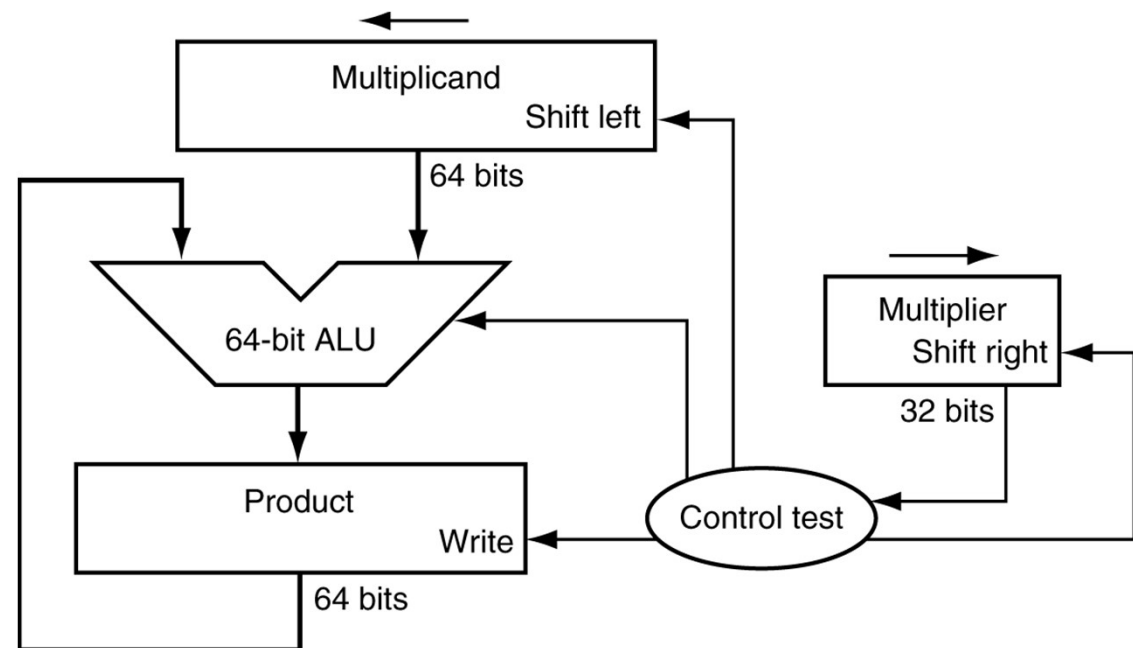 Multiplicand
Shift left
64 bits
64-bit ALU
Multiplier
Shift right
32 bits
Product
Write
Control test
64 bits